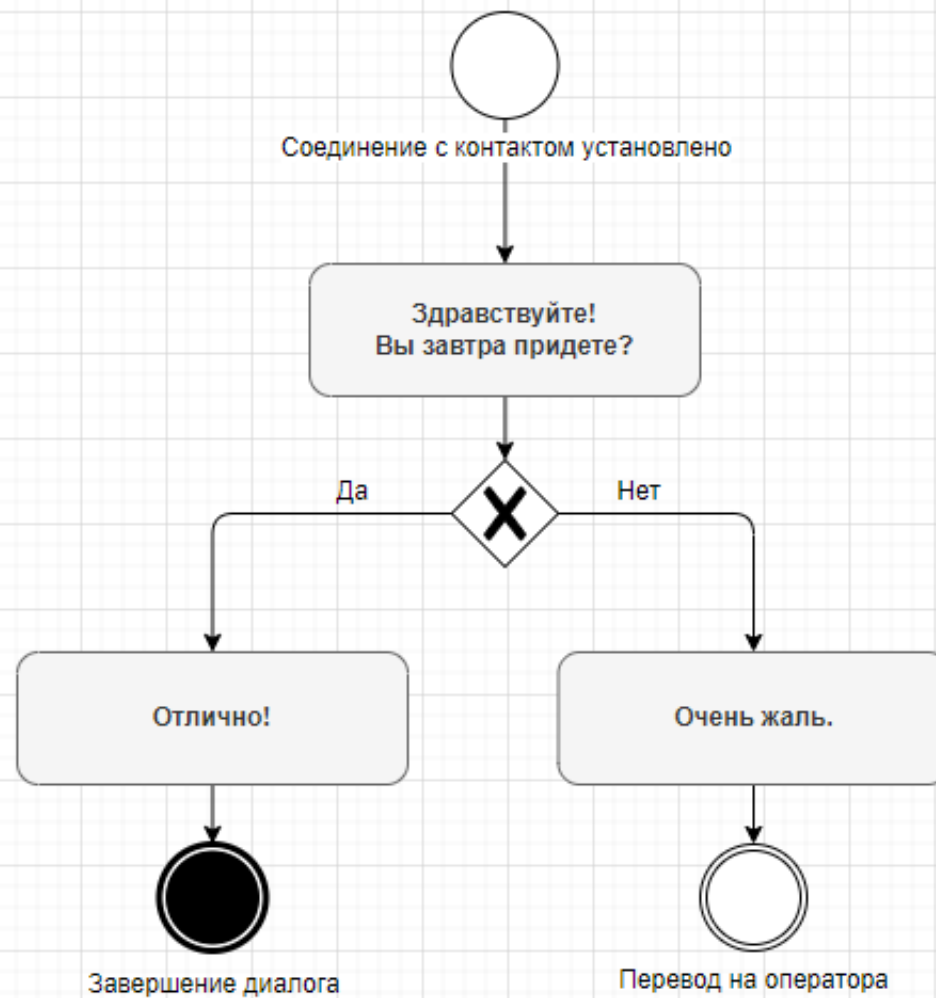 Соединение с контактом установлено
Здравствуйте!
Вы завтра придете?
Да
Нет
Отлично!
Очень жаль.
Завершение диалога
Перевод на оператора